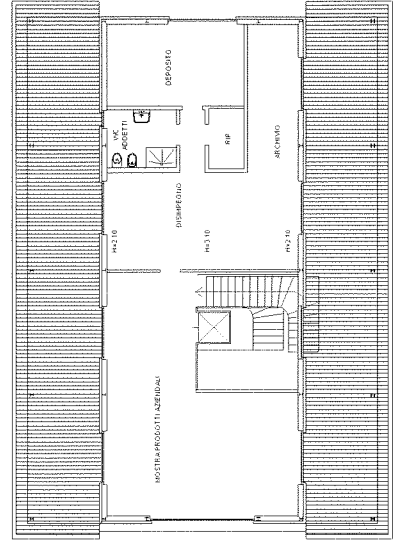 DEPOSITO
WC
ADDETTI
RIP
ARCHIVIO
DISIMPEGNO
H=2.10
H=3.10
H=2.10
MOSTRA PRODOTTI AZIENDALI